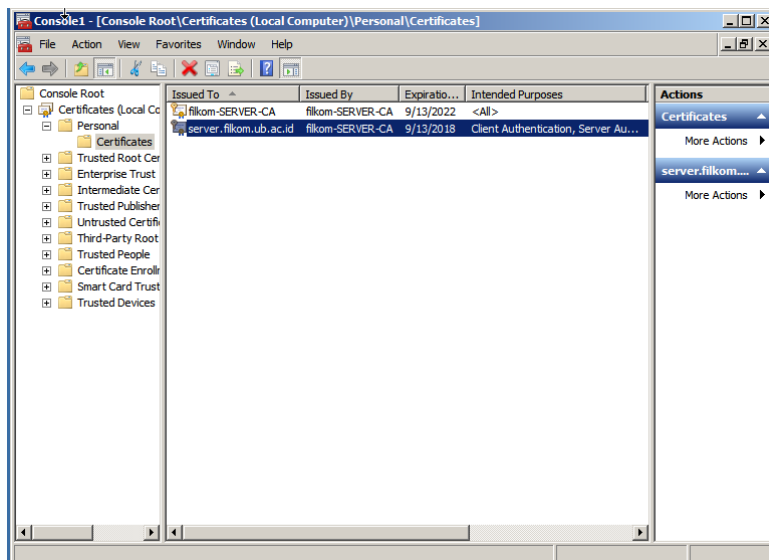 Console1 - [Console Root\Certificates (Local Computer)\Personal\Certificates]
File Action View Favorites Window Help
Console Root
Certificates (Local Co
Personal
Certificates
Trusted Root Cer
Enterprise Trust
Intermediate Cer
Trusted Publisher
Untrusted Certifi
Third-Party Root
Trusted People
Certificate Enrollr
Smart Card Trust
Trusted Devices
Issued To Issued By Expiratio... Intended Purposes
filkom-SERVER-CA filkom-SERVER-CA 9/13/2022 <All>
server.filkom.ub.ac.id filkom-SERVER-CA 9/13/2018 Client Authentication, Server Au...
Actions
Certificates
More Actions
server.filkom....
More Actions